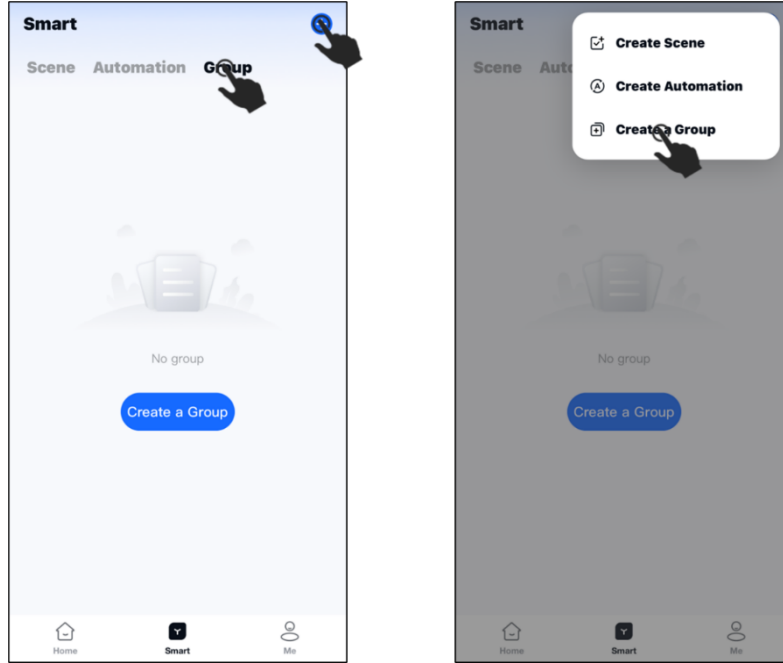 Smart
Scene Automation Group
No group
Create a Group
Home Smart Me
Smart
Create Scene
Scene
Create Automation
Create a Group
No group
Create a Group
Home Smart Me